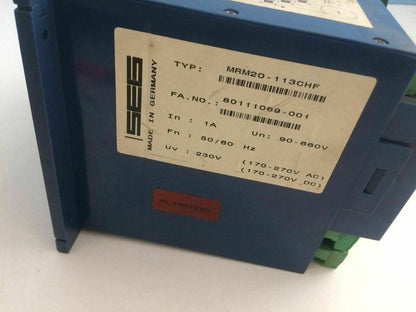 TYP: MRM20-113CHF
FA.NO.: 80111069-001
In : 1A Un: 90-660V
Fn : 50/60 Hz
Uv : 230V (170-270V AC)
(170-270V DC)
SEG
MADE IN GERMANY